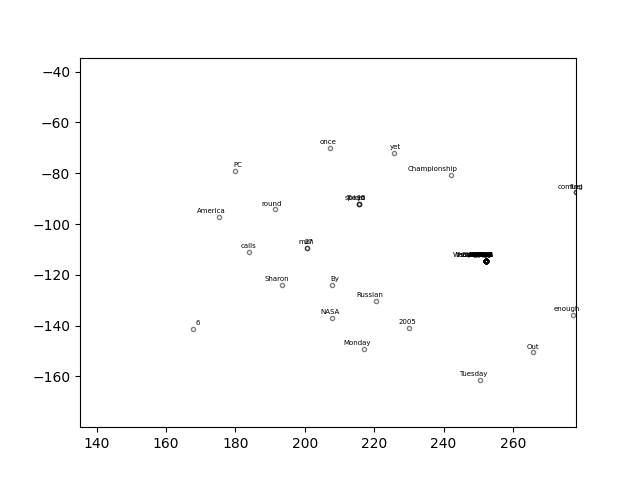 −40
−60
−80
−100
−120
−140
−160
once
yet
PC
Championship
round
America
calls
Sharon
By
Russian
6
NASA
2005
enough
Monday
Out
Tuesday
140 160 180 200 220 240 260